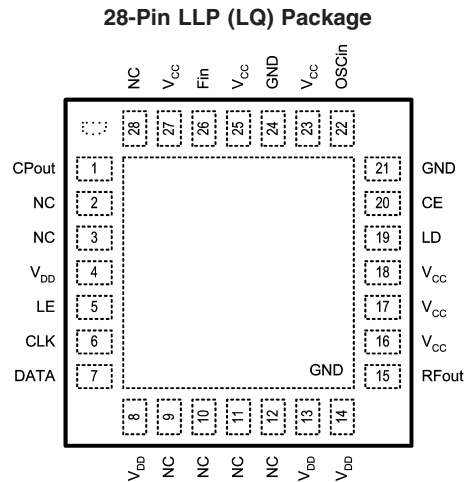 28-Pin LLP (LQ) Package
NC
VCC
Fin
VCC
GND
VCC
OSCin
28
27
26
25
24
23
22
CPout 1
NC 2
NC 3
VDD 4
LE 5
CLK 6
DATA 7
21 GND
20 CE
19 LD
18 VCC
17 VCC
16 VCC
15 RFout
GND
8
9
10
11
12
13
14
VDD
NC
NC
NC
NC
VDD
VDD